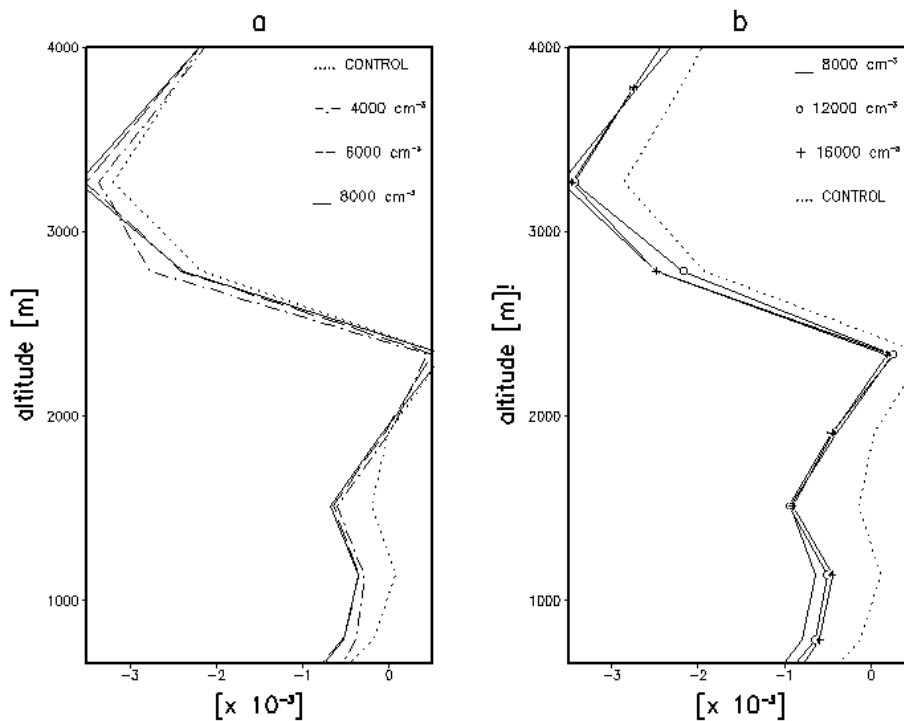 a
4000
3000
2000
1000
altitude [m]
CONTROL
4000 cm⁻³
6000 cm⁻³
8000 cm⁻³
-3
-2
-1
0
[x 10⁻³]
b
4000
3000
2000
1000
altitude [m]!
8000 cm⁻³
12000 cm⁻³
16000 cm⁻³
CONTROL
-3
-2
-1
0
[x 10⁻³]